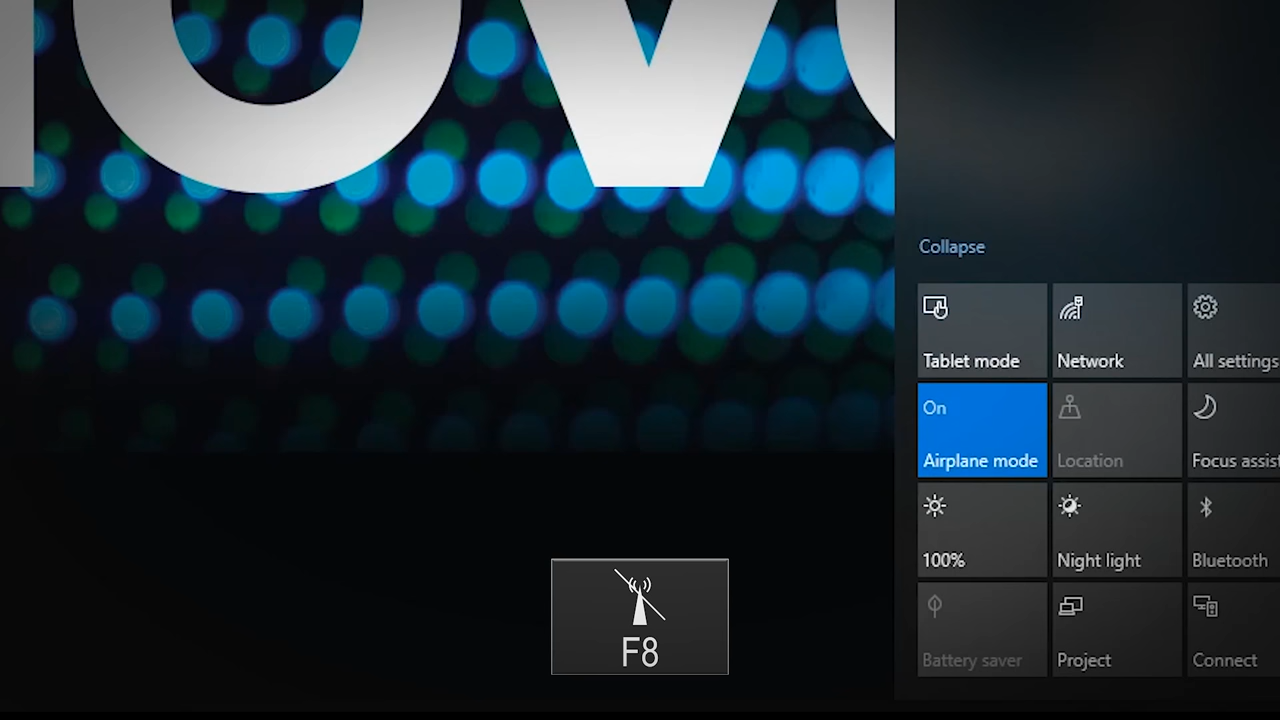 nove
Collapse
Tablet mode
Network
All settings
On
Airplane mode
Location
Focus assist
100%
Night light
Bluetooth
Battery saver
Project
Connect
F8